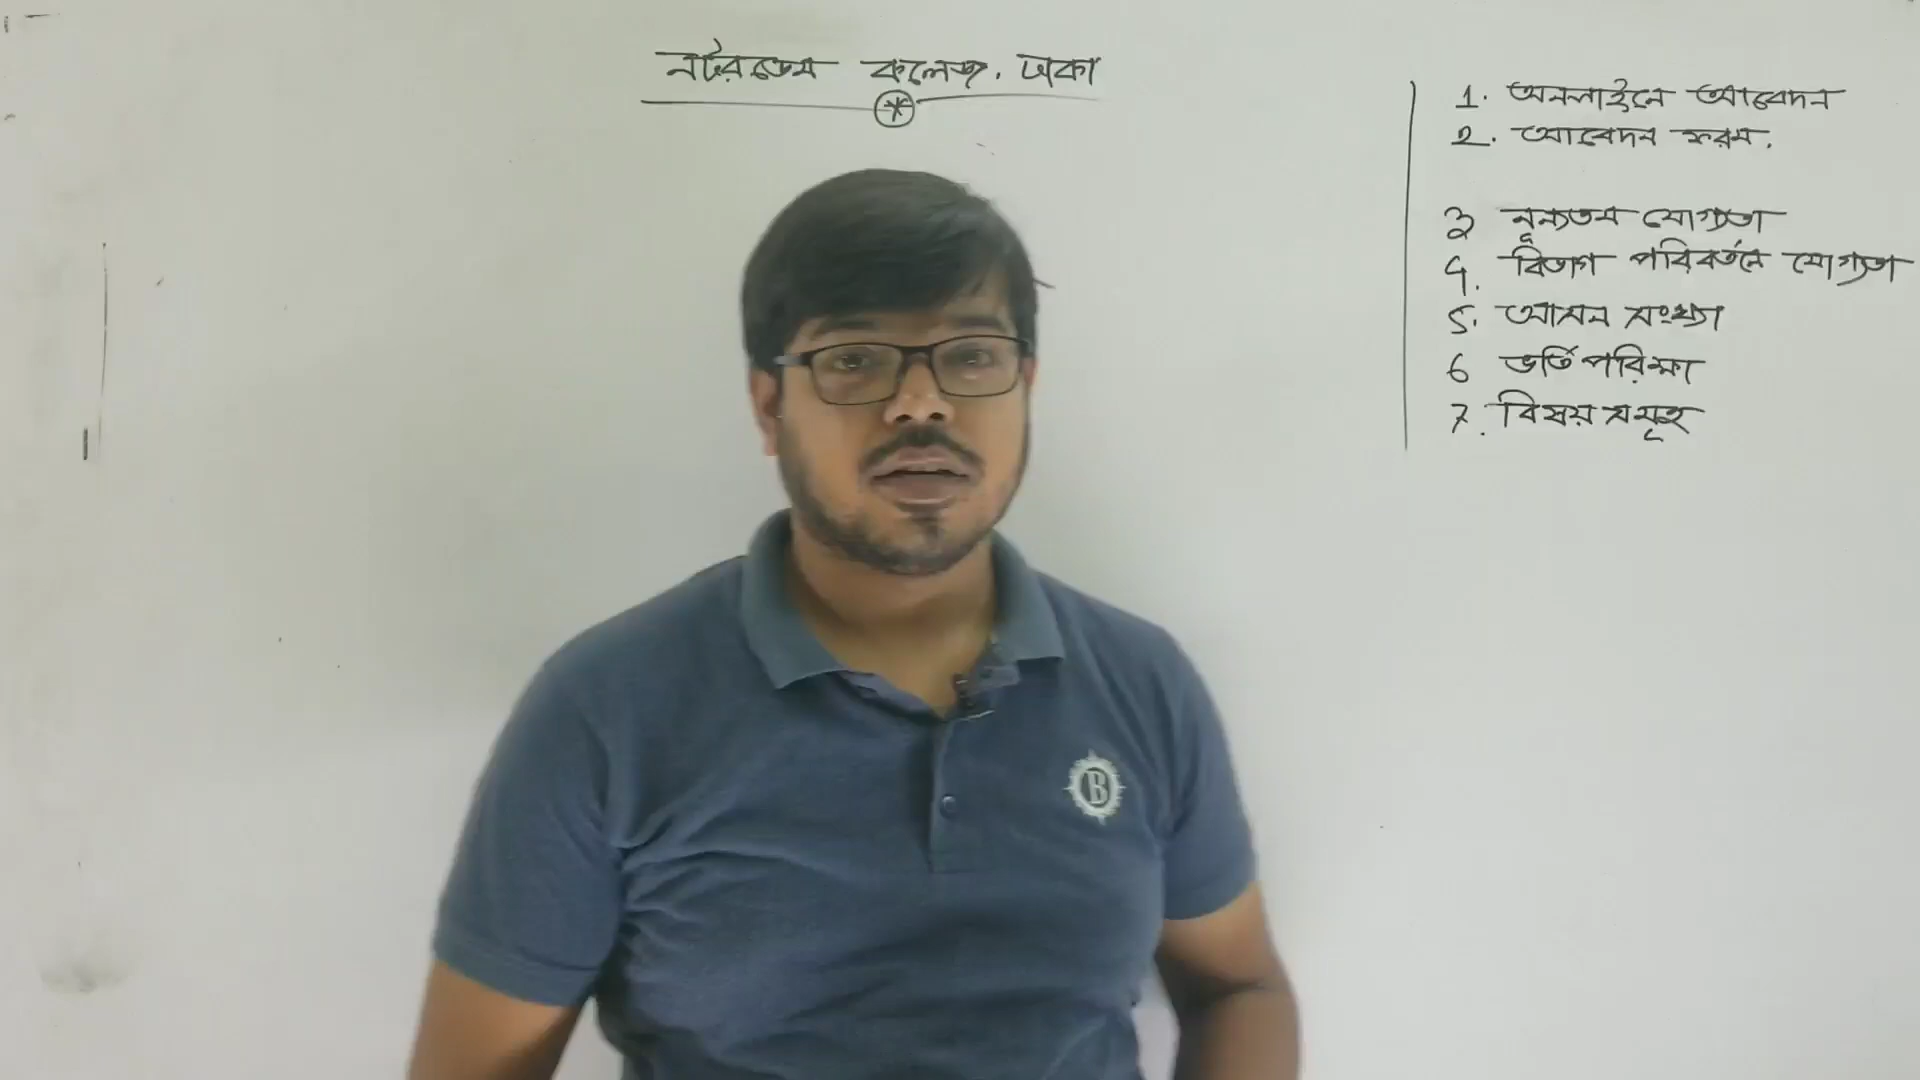 নটরডেম কলেজ, ঢাকা
1. অনলাইনে আবেদন
2. আবেদন ফরম.
3 নূন্যতম যোগ্যতা
4. বিভাগ পরিবর্তনে যোগ্যতা
5. আসন সংখ্যা
6 ভর্তি পরিক্ষা
7. বিষয় সমূহ
B